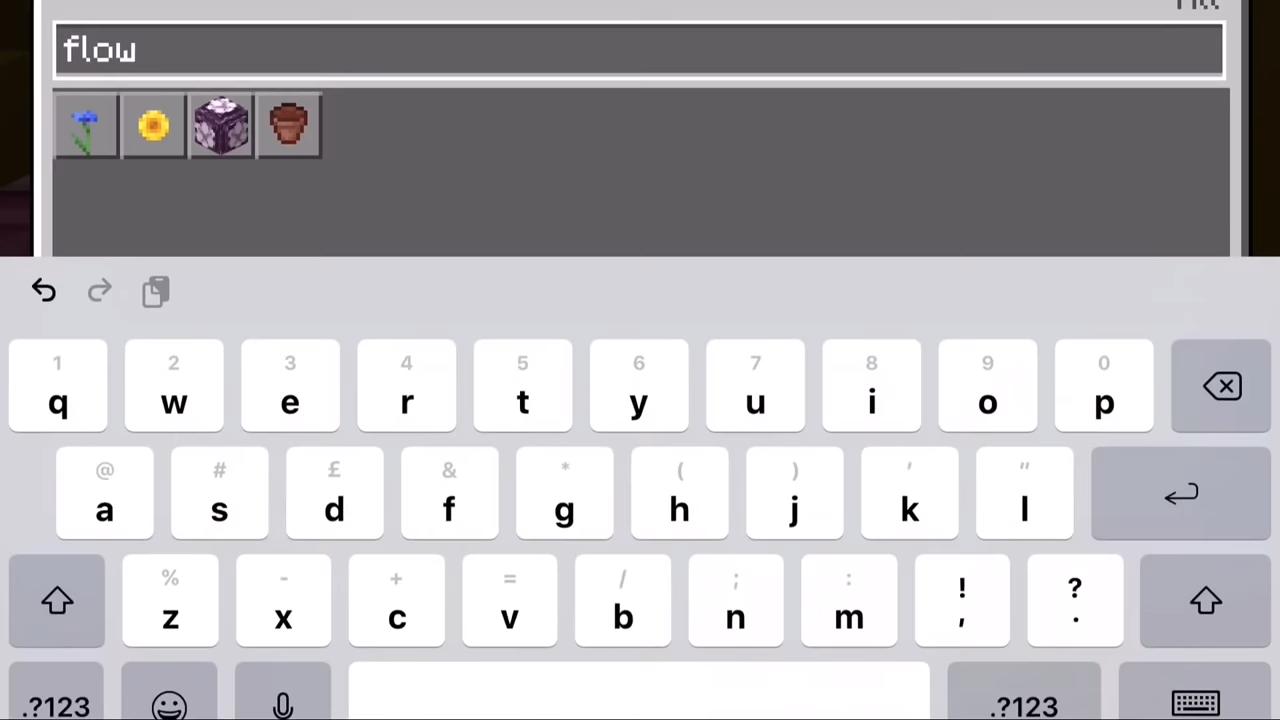 flow
1 2 3 4 5 6 7 8 9 0
q w e r t y u i o p
@ # £ & * ( ) ' "
a s d f g h j k l
% - + = / ; : ! ?
z x c v b n m , .
.?123 .?123